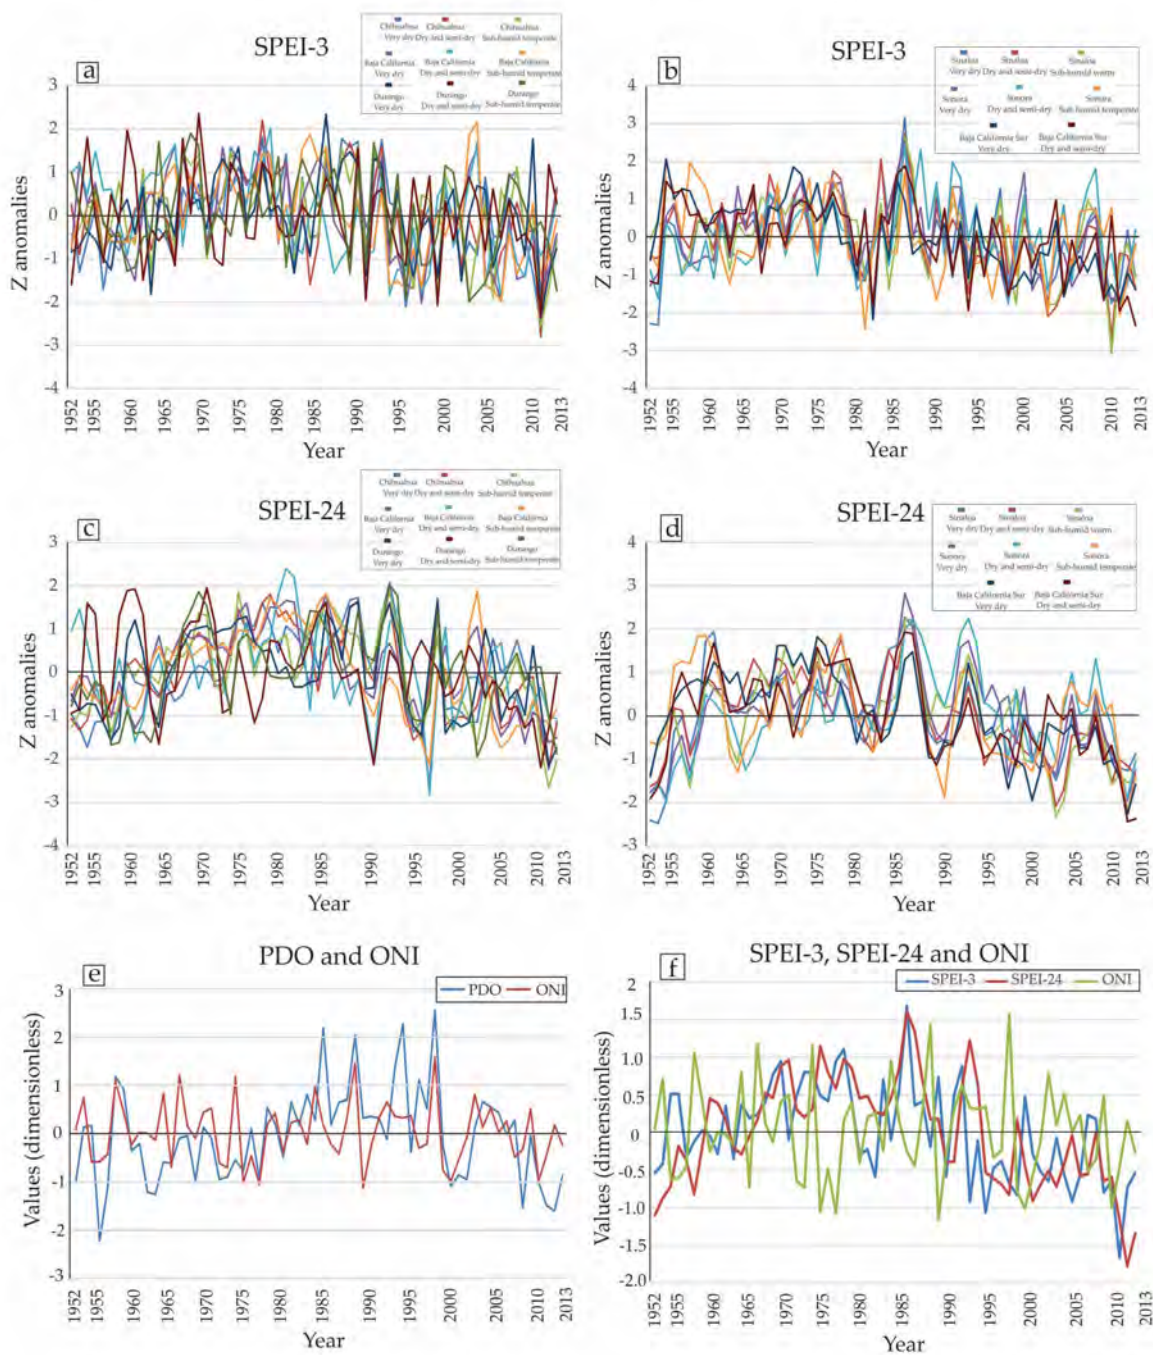 SPEI-3
a
Chihuahua Chihuahua Chihuahua
Very dry Dry and semi-dry Sub-humid temperate
Baja California Baja California Baja California
Very dry Dry and semi-dry Sub-humid temperate
Durango Durango Durango
Very dry Dry and semi-dry Sub-humid temperate
Z anomalies
3
2
1
0
-1
-2
-3
-4
1952 1955 1960 1965 1970 1975 1980 1985 1990 1995 2000 2005 2010 2013
Year
SPEI-3
b
Sinaloa Sinaloa Sinaloa
Very dry Dry and semi-dry Sub-humid warm
Sonora Sonora Sonora
Very dry Dry and semi-dry Sub-humid temperate
Baja California Sur Baja California Sur
Very dry Dry and semi-dry
Z anomalies
4
3
2
1
0
-1
-2
-3
-4
1952 1955 1960 1965 1970 1975 1980 1985 1990 1995 2000 2005 2010 2013
Year
SPEI-24
c
Chihuahua Chihuahua Chihuahua
Very dry Dry and semi-dry Sub-humid temperate
Baja California Baja California Baja California
Very dry Dry and semi-dry Sub-humid temperate
Durango Durango Durango
Very dry Dry and semi-dry Sub-humid temperate
Z anomalies
3
2
1
0
-1
-2
-3
-4
1952 1955 1960 1965 1970 1975 1980 1985 1990 1995 2000 2005 2010 2013
Year
SPEI-24
d
Sinaloa Sinaloa Sinaloa
Very dry Dry and semi-dry Sub-humid warm
Sonora Sonora Sonora
Very dry Dry and semi-dry Sub-humid temperate
Baja California Sur Baja California Sur
Very dry Dry and semi-dry
Z anomalies
4
3
2
1
0
-1
-2
-3
1952 1955 1960 1965 1970 1975 1980 1985 1990 1995 2000 2005 2010 2013
Year
PDO and ONI
e
PDO ONI
Values (dimensionless)
3
2
1
0
-1
-2
-3
1952 1955 1960 1965 1970 1975 1980 1985 1990 1995 2000 2005 2010 2013
Year
SPEI-3, SPEI-24 and ONI
f
SPEI-3 SPEI-24 ONI
Values (dimensionless)
2
1.5
1.0
0.5
0
-0.5
-1.0
-1.5
-2.0
1952 1955 1960 1965 1970 1975 1980 1985 1990 1995 2000 2005 2010 2013
Year